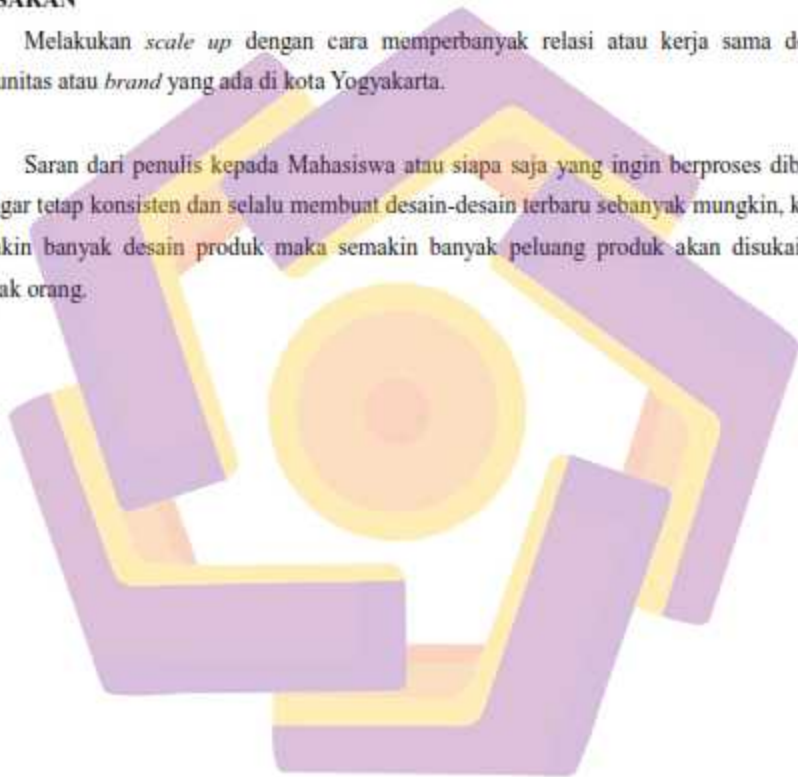 SARAN
Melakukan scale up dengan cara memperbanyak relasi atau kerja sama d
unitas atau brand yang ada di kota Yogyakarta.
Saran dari penulis kepada Mahasiswa atau siapa saja yang ingin berproses dib
gar tetap konsisten dan selalu membuat desain-desain terbaru sebanyak mungkin, k
kin banyak desain produk maka semakin banyak peluang produk akan disukai
ak orang.